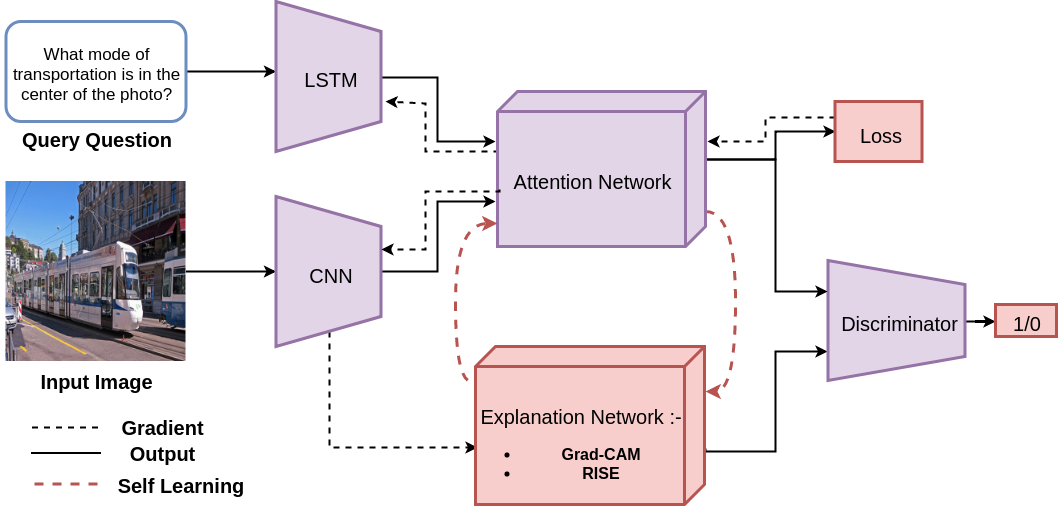 What mode of
transportation is in the
center of the photo?
Query Question
LSTM
Attention Network
Loss
CNN
Input Image
Discriminator
1/0
Explanation Network :-
• Grad-CAM
• RISE
Gradient
Output
Self Learning